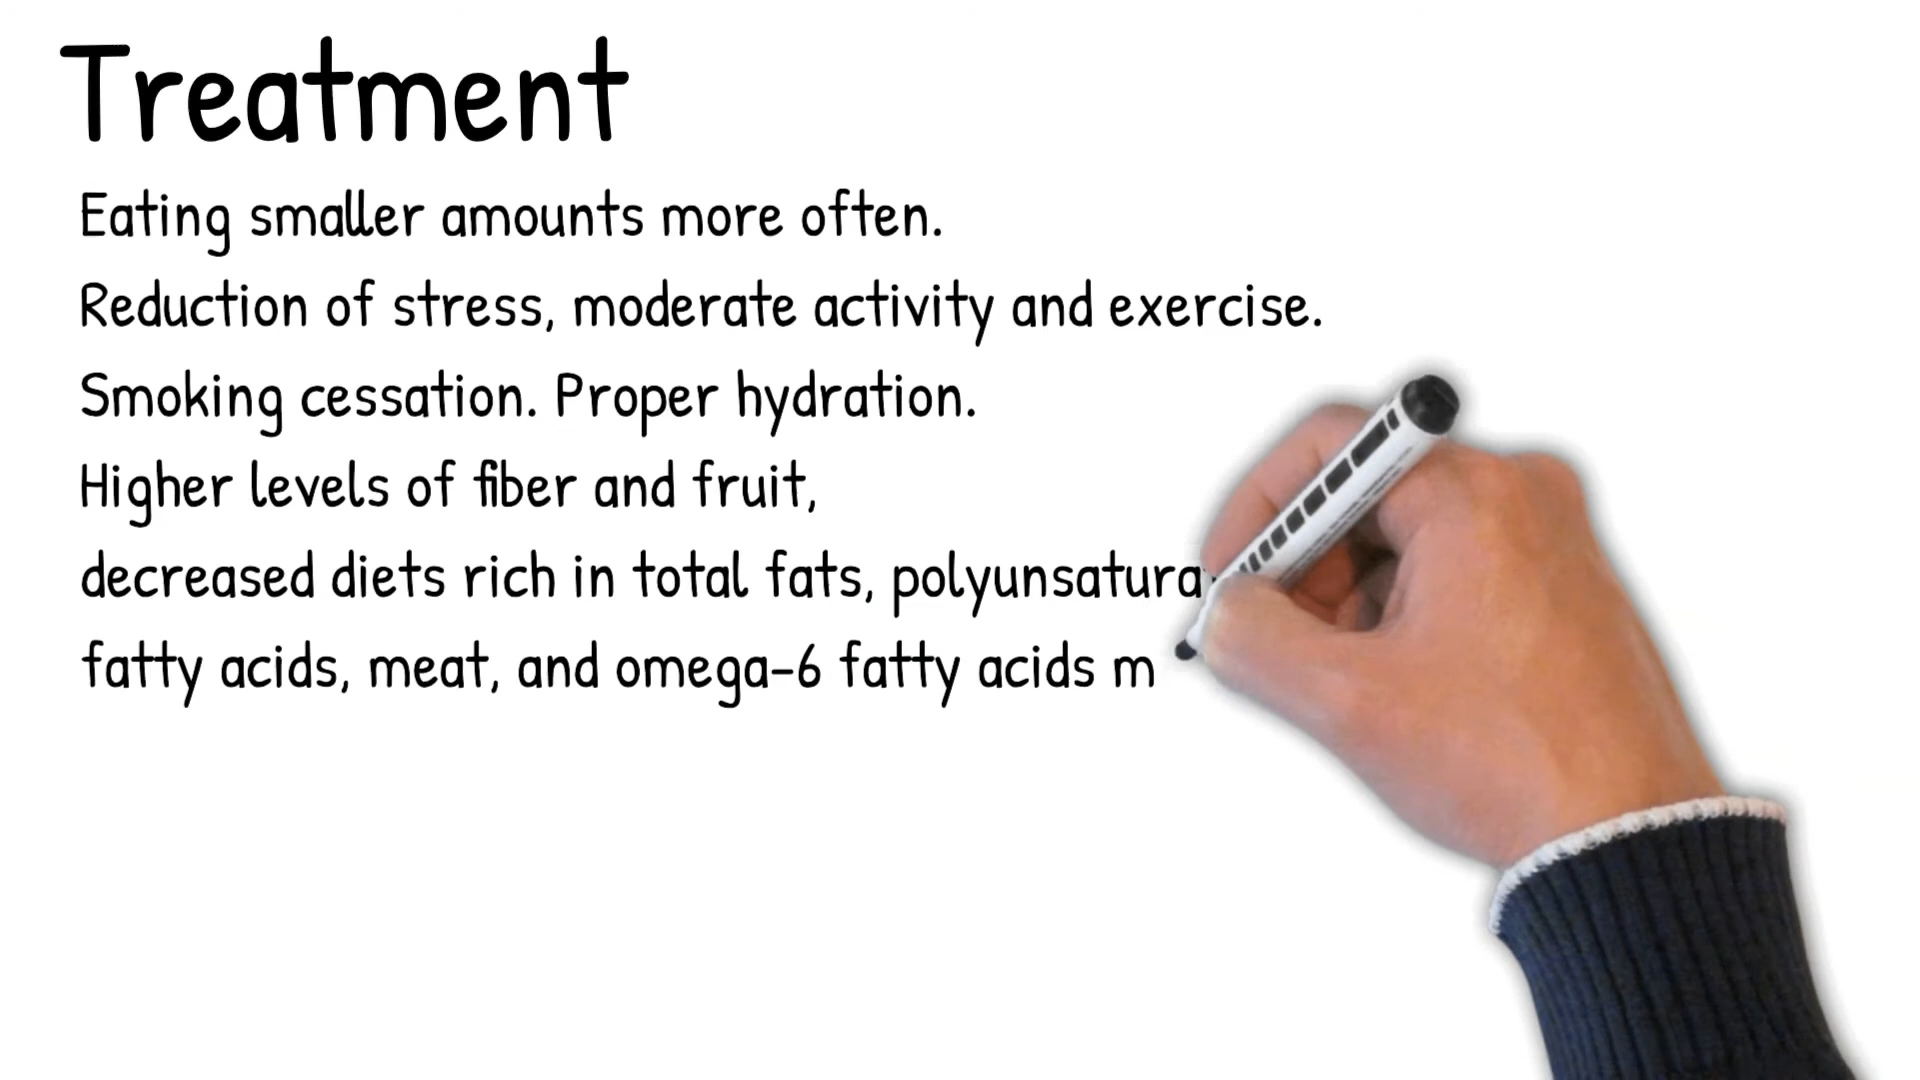 Treatment
Eating smaller amounts more often.
Reduction of stress, moderate activity and exercise.
Smoking cessation. Proper hydration.
Higher levels of fiber and fruit,
decreased diets rich in total fats, polyunsatura
fatty acids, meat, and omega-6 fatty acids m